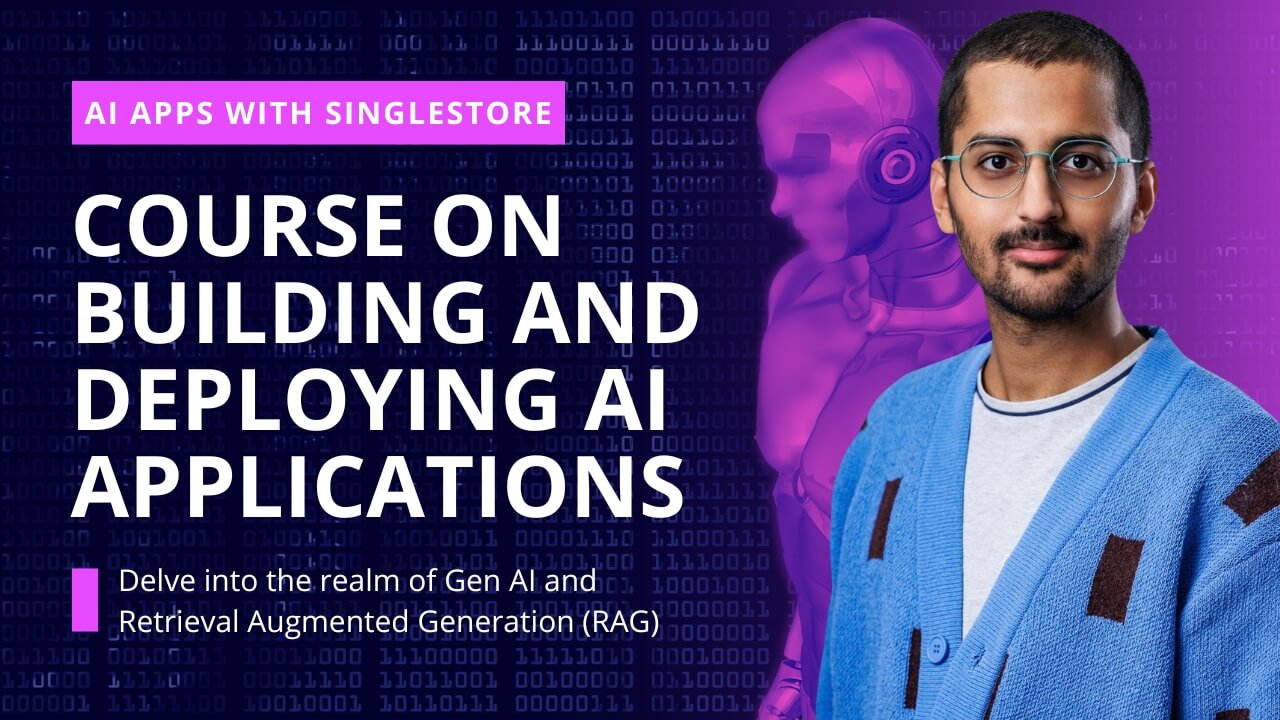 AI APPS WITH SINGLESTORE
COURSE ON
BUILDING AND
DEPLOYING AI
APPLICATIONS
Delve into the realm of Gen AI and
Retrieval Augmented Generation (RAG)